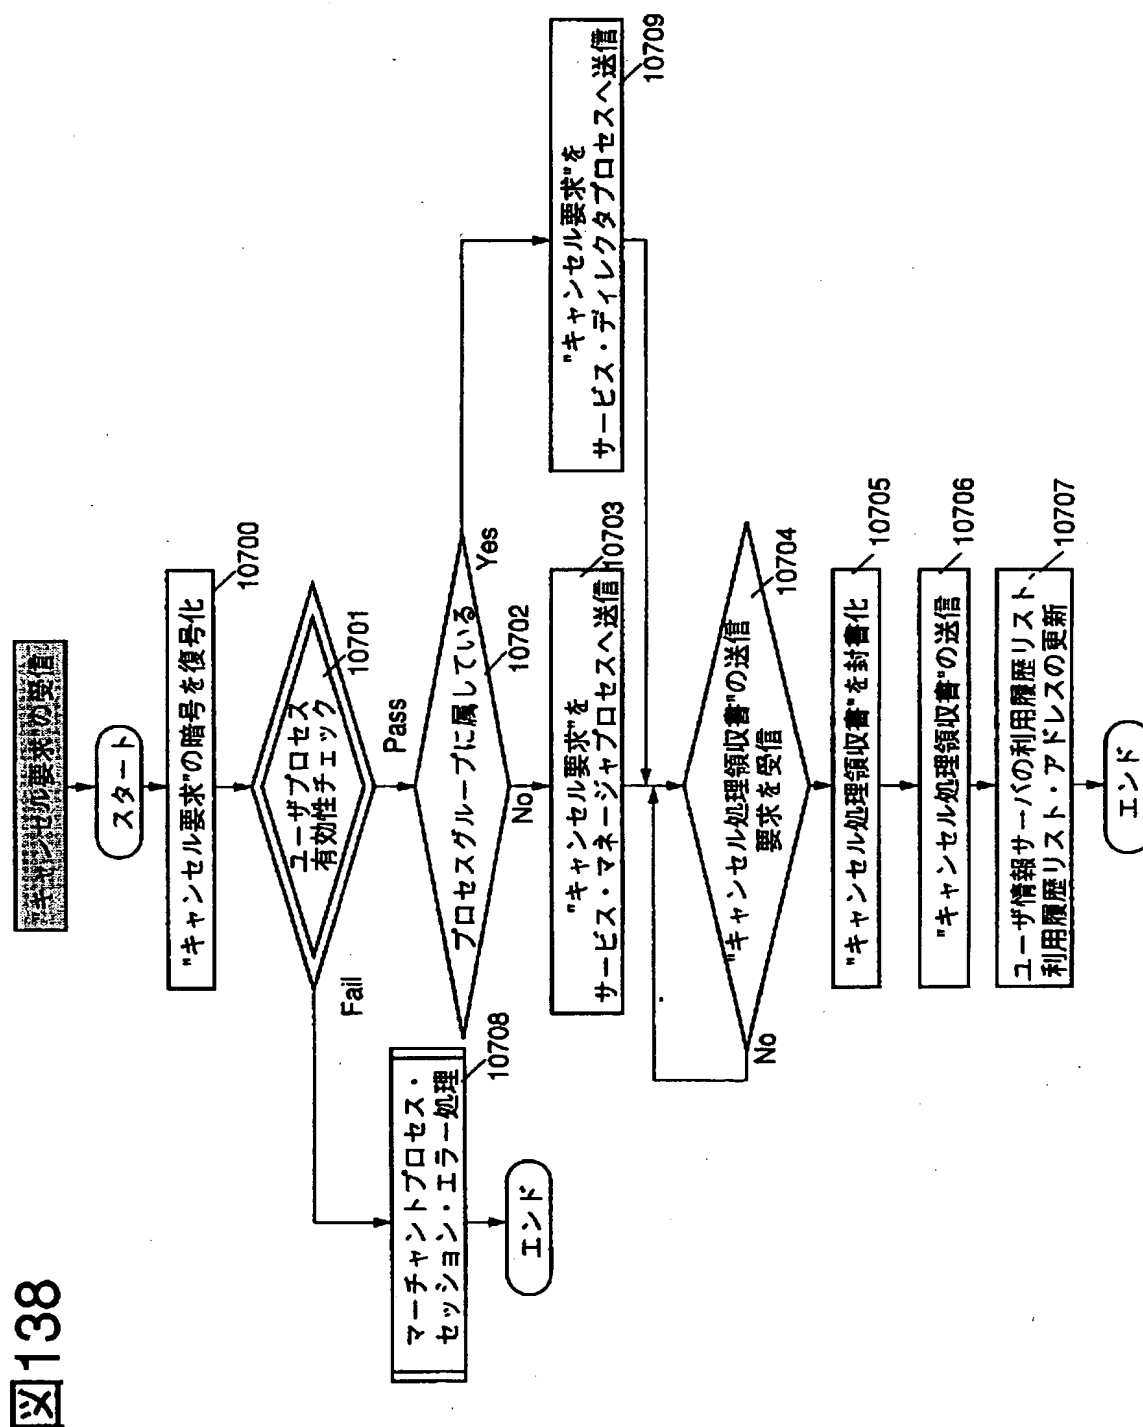 図138
"キャンセル要求"の受信
スタート
"キャンセル要求"の暗号を復号化
10700
ユーザプロセス
有効性チェック
10701
Fail
Pass
マーチャントプロセス・
セッション・エラー処理
10708
エンド
プロセスグループに属している
10702
Yes
No
"キャンセル要求"を
サービス・マネージャプロセスへ送信
10703
"キャンセル要求"を
サービス・ディレクタプロセスへ送信
10709
"キャンセル処理領収書"の送信
要求を受信
10704
No
"キャンセル処理領収書"を封書化
10705
"キャンセル処理領収書"の送信
10706
ユーザ情報サーバの利用履歴リスト、
利用履歴リスト・アドレスの更新
10707
エンド